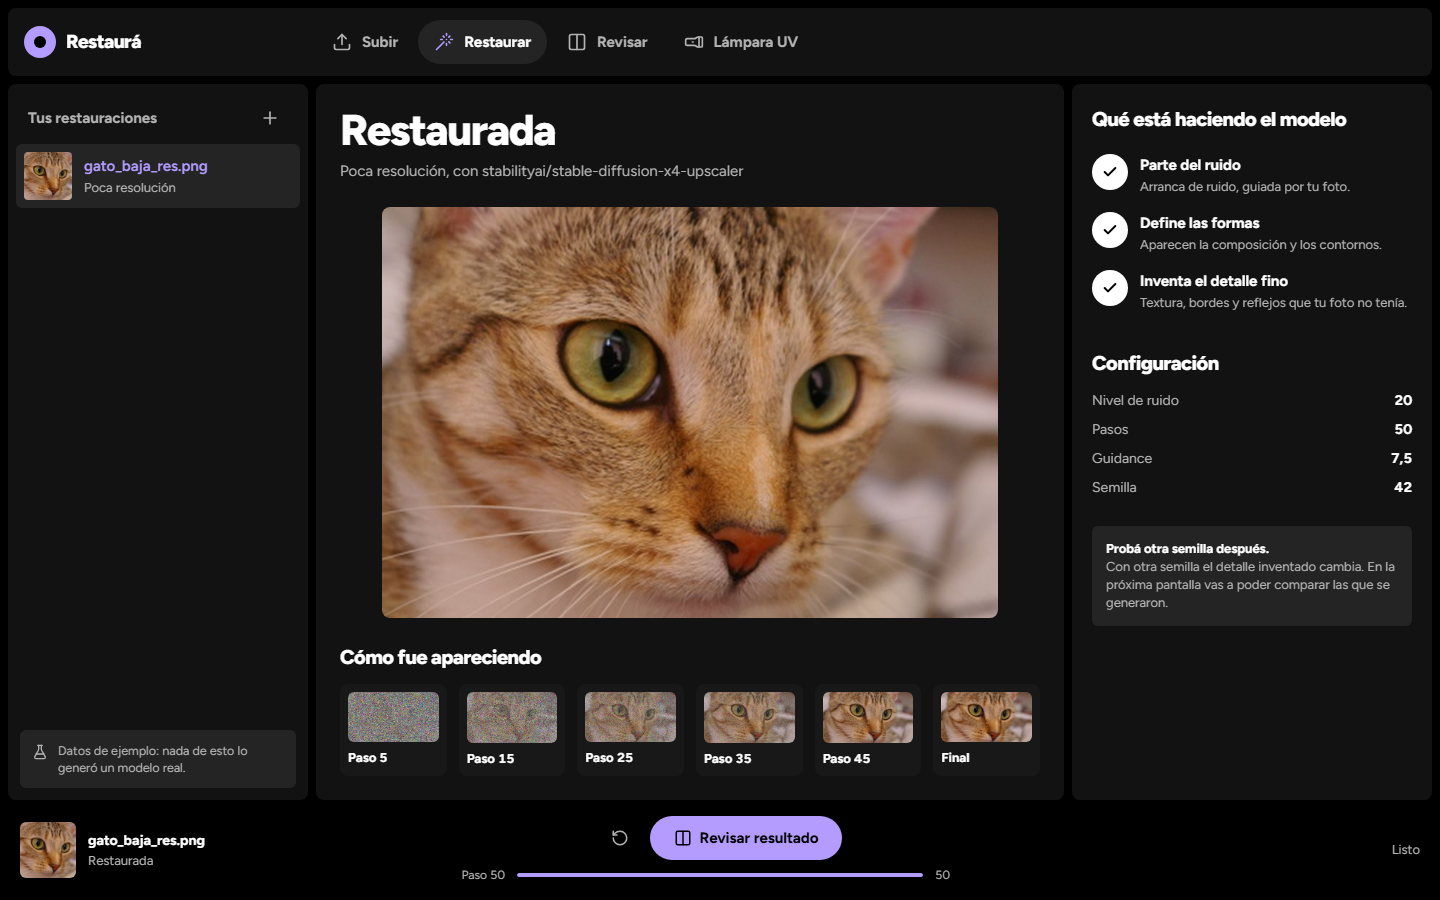 Restaurá
Subir
Restaurar
Revisar
Lámpara UV
Tus restauraciones
gato_baja_res.png
Poca resolución
Datos de ejemplo: nada de esto lo
generó un modelo real.
Restaurada
Poca resolución, con stabilityai/stable-diffusion-x4-upscaler
Cómo fue apareciendo
Paso 5
Paso 15
Paso 25
Paso 35
Paso 45
Final
Qué está haciendo el modelo
Parte del ruido
Arranca de ruido, guiada por tu foto.
Define las formas
Aparecen la composición y los contornos.
Inventa el detalle fino
Textura, bordes y reflejos que tu foto no tenía.
Configuración
Nivel de ruido 20
Pasos 50
Guidance 7,5
Semilla 42
Probá otra semilla después.
Con otra semilla el detalle inventado cambia. En la
próxima pantalla vas a poder comparar las que se
generaron.
gato_baja_res.png
Restaurada
Revisar resultado
Paso 50
50
Listo